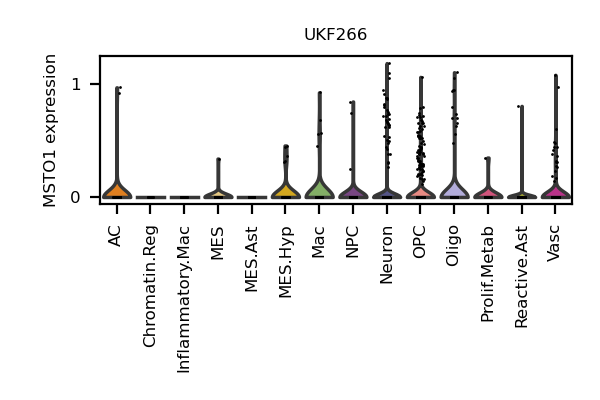 UKF266
MSTO1 expression
1
0
AC
Chromatin.Reg
Inflammatory.Mac
MES
MES.Ast
MES.Hyp
Mac
NPC
Neuron
OPC
Oligo
Prolif.Metab
Reactive.Ast
Vasc